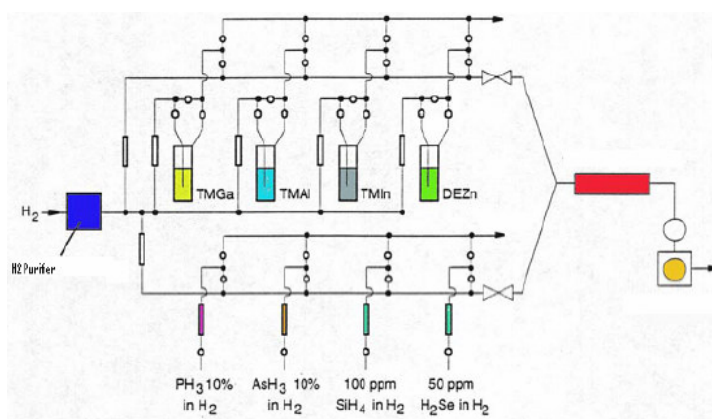 TMGa
TMAl
TMIn
DEZn
H2
H2 Purifier
PH3 10%
in H2
AsH3 10%
in H2
100 ppm
SiH4 in H2
50 ppm
H2Se in H2